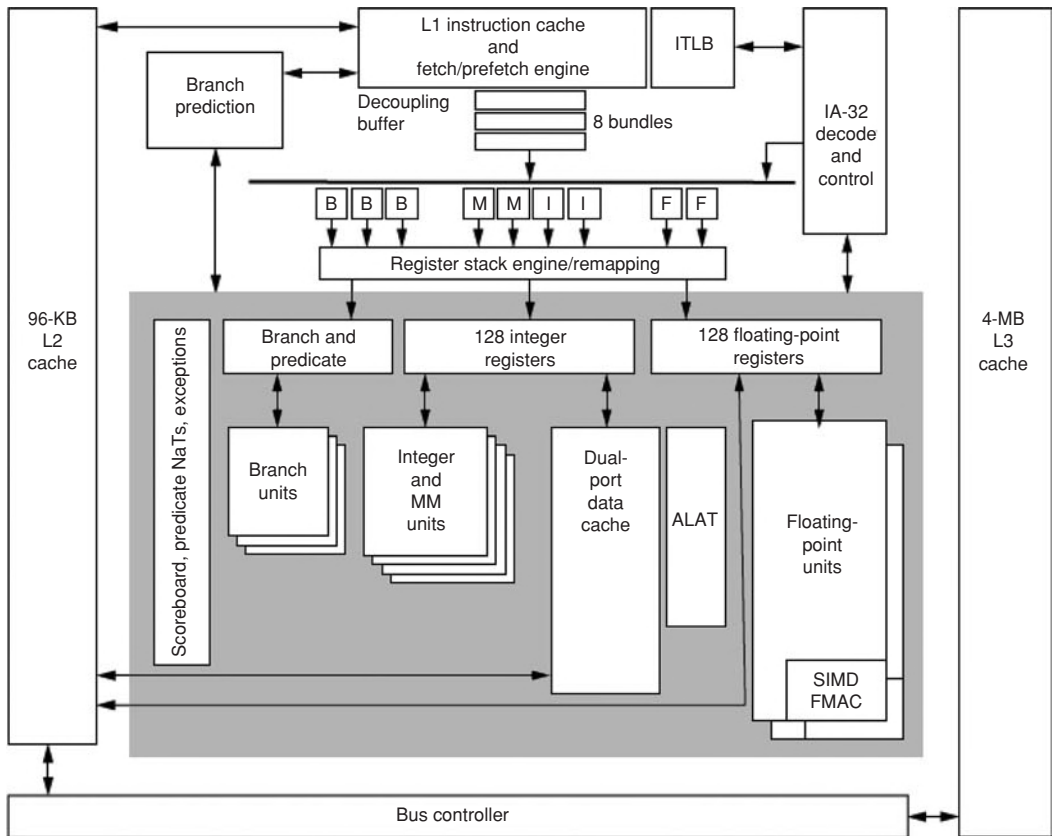 L1 instruction cache
and
fetch/prefetch engine
ITLB
Branch
prediction
Decoupling
buffer
8 bundles
IA-32
decode
and
control
B B B M M I I F F
Register stack engine/remapping
96-KB
L2
cache
4-MB
L3
cache
Scoreboard, predicate NaTs, exceptions
Branch and
predicate
128 integer
registers
128 floating-point
registers
Branch
units
Integer
and
MM
units
Dual-
port
data
cache
ALAT
Floating-
point
units
SIMD
FMAC
Bus controller